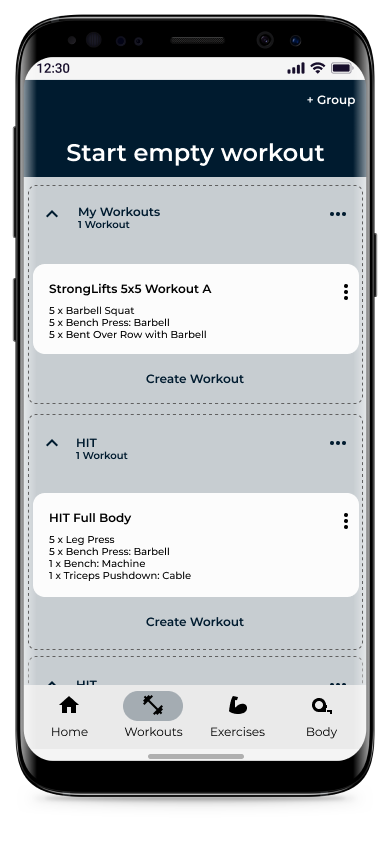 12:30
+ Group
Start empty workout
My Workouts
1 Workout
StrongLifts 5x5 Workout A
5 x Barbell Squat
5 x Bench Press: Barbell
5 x Bent Over Row with Barbell
Create Workout
HIT
1 Workout
HIT Full Body
5 x Leg Press
5 x Bench Press: Barbell
1 x Bench: Machine
1 x Triceps Pushdown: Cable
Create Workout
HIT
Home
Workouts
Exercises
Body